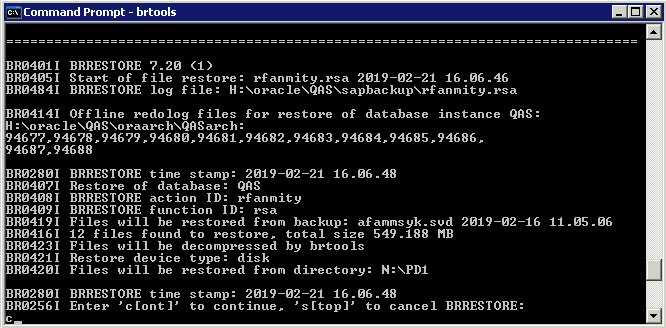 Command Prompt - brtools
===============================================================================
BR0401I BRRESTORE 7.20 (1)
BR0405I Start of file restore: rfanmity.rsa 2019-02-21 16.06.46
BR0484I BRRESTORE log file: H:\oracle\QAS\sapbackup\rfanmity.rsa
BR0414I Offline redolog files for restore of database instance QAS:
H:\oracle\QAS\oraarch\QASarch:
94677,94678,94679,94680,94681,94682,94683,94684,94685,94686,
94687,94688
BR0280I BRRESTORE time stamp: 2019-02-21 16.06.48
BR0407I Restore of database: QAS
BR0408I BRRESTORE action ID: rfanmity
BR0409I BRRESTORE function ID: rsa
BR0419I Files will be restored from backup: afammsyk.svd 2019-02-16 11.05.06
BR0416I 12 files found to restore, total size 549.188 MB
BR0423I Files will be decompressed by brtools
BR0421I Restore device type: disk
BR0420I Files will be restored from directory: N:\PD1
BR0280I BRRESTORE time stamp: 2019-02-21 16.06.48
BR0256I Enter 'c[ont]' to continue, 's[top]' to cancel BRRESTORE:
c_